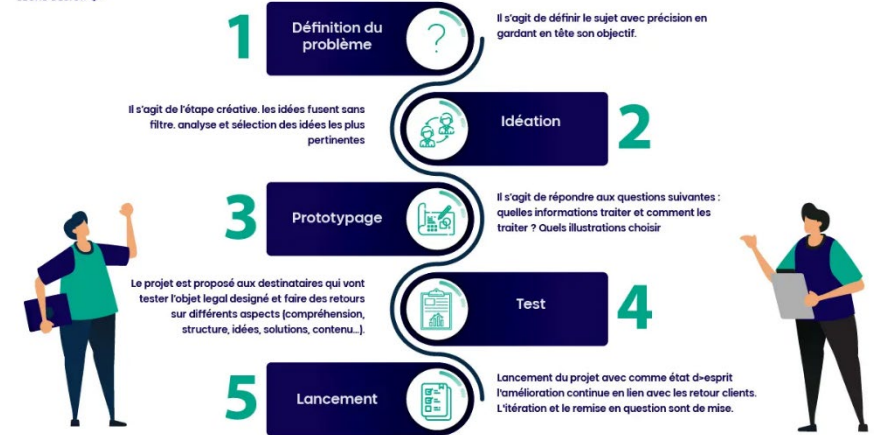 1
Définition du
problème
?
Il s'agit de définir le sujet avec précision en
gardant en tête son objectif.
Il s'agit de l'étape créative. les idées fusent sans
filtre. analyse et sélection des idées les plus
pertinentes
Idéation
2
3
Prototypage
Il s'agit de répondre aux questions suivantes :
quelles informations traiter et comment les
traiter ? Quels illustrations choisir
Le projet est proposé aux destinataires qui vont
tester l'objet legal designé et faire des retours
sur différents aspects (compréhension,
structure, idées, solutions, contenu...).
Test
4
5
Lancement
Lancement du projet avec comme état d>esprit
l'amélioration continue en lien avec les retour clients.
L'itération et le remise en question sont de mise.